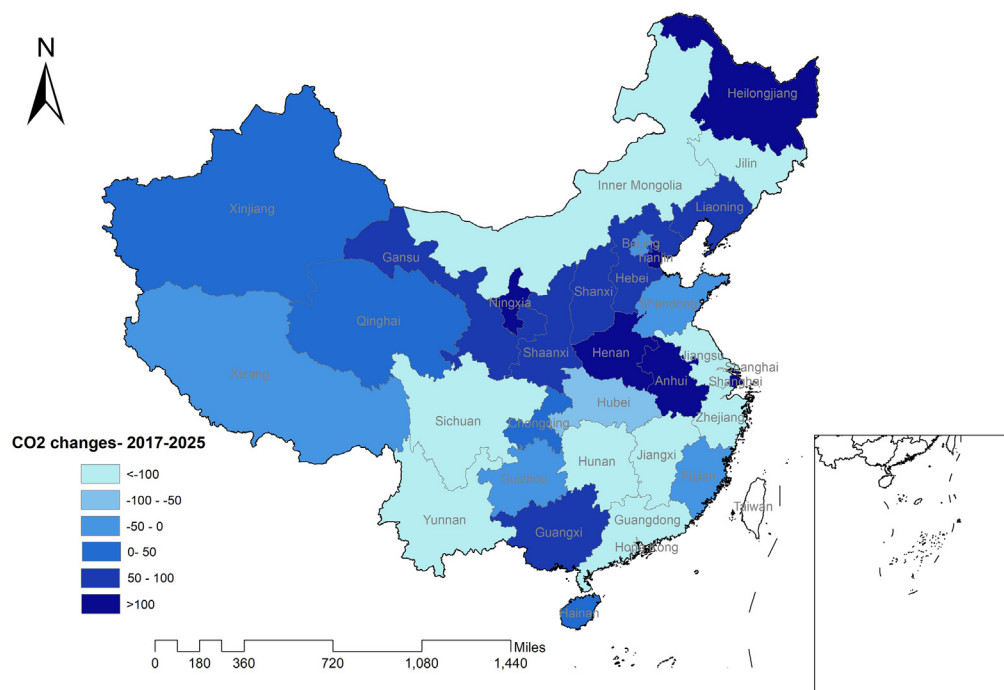 N
Heilongjiang
Jilin
Inner Mongolia
Liaoning
Xinjiang
Beijing
Tianjin
Gansu
Hebei
Shanxi
Ningxia
Shandong
Qinghai
Shaanxi
Henan
Jiangsu
Shanghai
Anhui
Shanghai
Xizang
Hubei
Zhejiang
Sichuan
Chongqing
CO2 changes- 2017-2025
<-100
-100 - -50
-50 - 0
0- 50
50 - 100
>100
Hunan
Jiangxi
Guizhou
Fujian
Yunnan
Guangxi
Guangdong
Taiwan
Hong Kong
Hainan
Miles
0 180 360 720 1,080 1,440